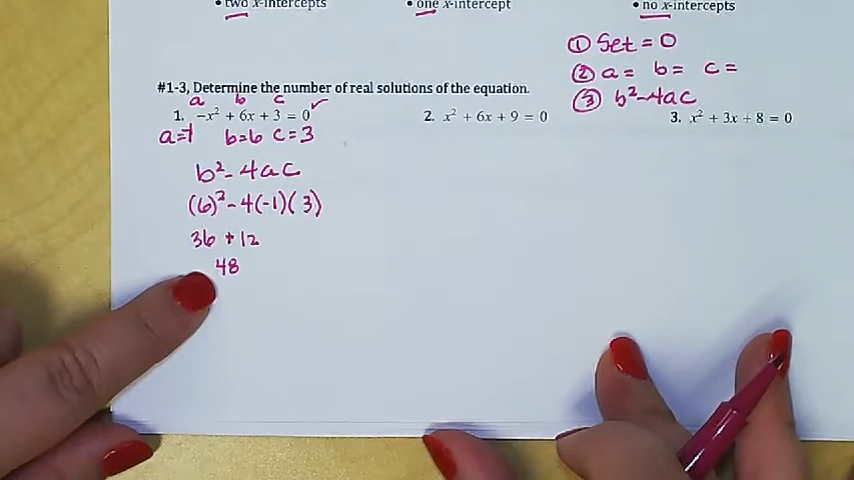 • two x-intercepts • one x-intercept • no x-intercepts
① Set = 0
② a = b = c =
③ b² - 4ac
#1-3, Determine the number of real solutions of the equation.
a b c
1. −x² + 6x + 3 = 0 ✓ 2. x² + 6x + 9 = 0 3. x² + 3x + 8 = 0
a=-1 b=6 c=3
b² - 4ac
(6)² - 4(-1)(3)
36 + 12
48